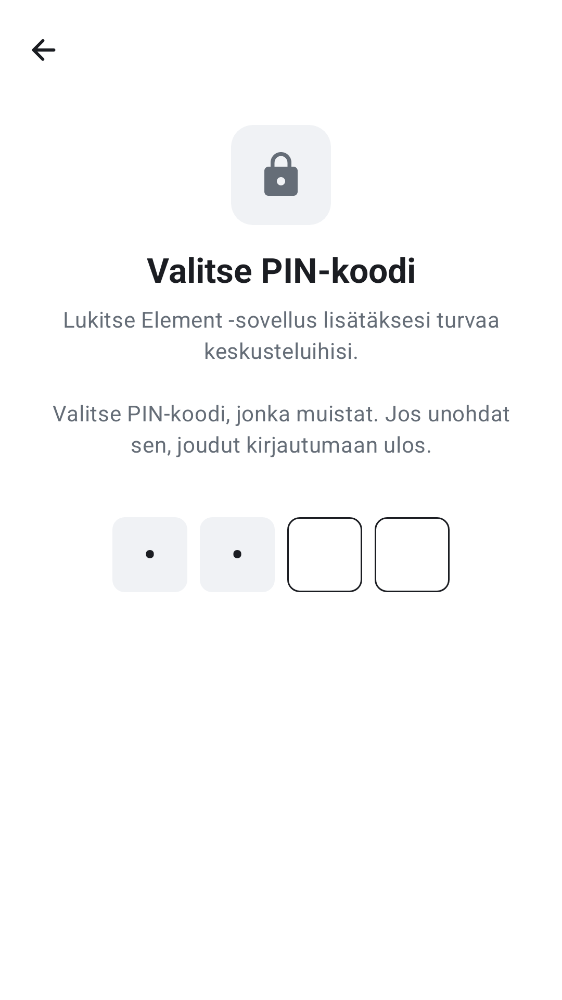 Valitse PIN-koodi
Lukitse Element -sovellus lisätäksesi turvaa
keskusteluihisi.
Valitse PIN-koodi, jonka muistat. Jos unohdat
sen, joudut kirjautumaan ulos.